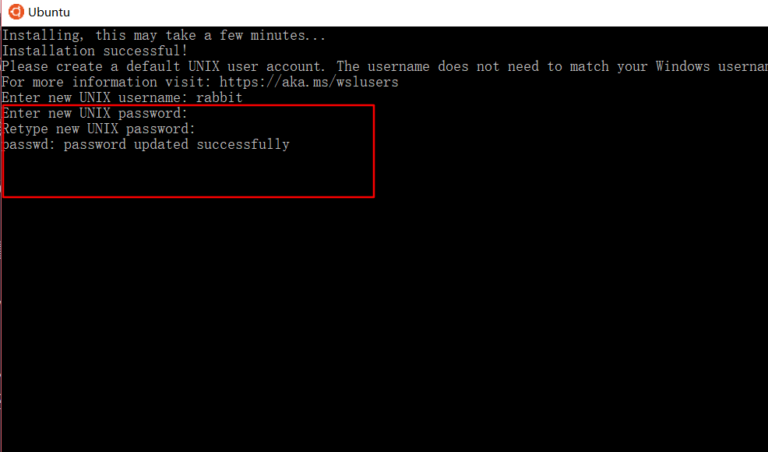 Ubuntu
Installing, this may take a few minutes...
Installation successful!
Please create a default UNIX user account. The username does not need to match your Windows
For more information visit: https://aka.ms/wslusers
Enter new UNIX username: rabbit
Enter new UNIX password:
Retype new UNIX password:
passwd: password updated successfully